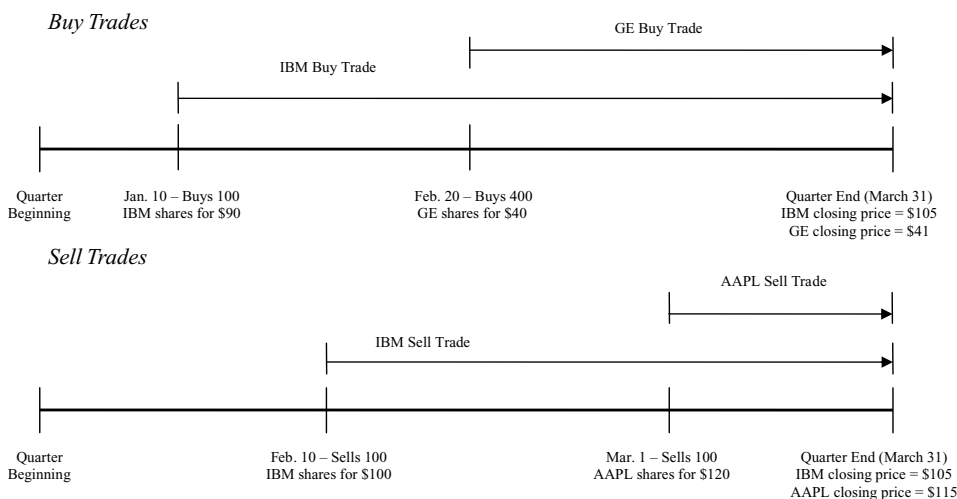 Buy Trades
GE Buy Trade
IBM Buy Trade
Quarter
Beginning
Jan. 10 – Buys 100
IBM shares for $90
Feb. 20 – Buys 400
GE shares for $40
Quarter End (March 31)
IBM closing price = $105
GE closing price = $41
Sell Trades
AAPL Sell Trade
IBM Sell Trade
Quarter
Beginning
Feb. 10 – Sells 100
IBM shares for $100
Mar. 1 – Sells 100
AAPL shares for $120
Quarter End (March 31)
IBM closing price = $105
AAPL closing price = $115